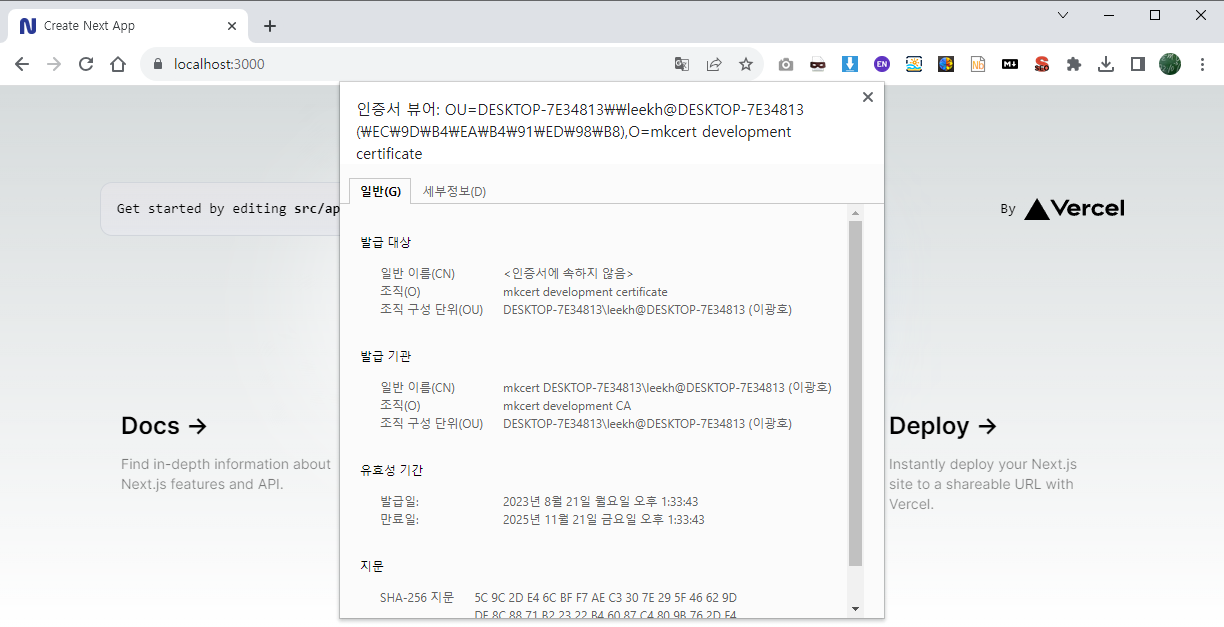 Create Next App
localhost:3000
인증서 뷰어: OU=DESKTOP-7E34813₩₩leekh@DESKTOP-7E34813
(₩EC₩9D₩B4₩EA₩B4₩91₩ED₩98₩B8),O=mkcert development
certificate
일반(G) 세부정보(D)
발급 대상
일반 이름(CN) <인증서에 속하지 않음>
조직(O) mkcert development certificate
조직 구성 단위(OU) DESKTOP-7E34813\leekh@DESKTOP-7E34813 (이광호)
발급 기관
일반 이름(CN) mkcert DESKTOP-7E34813\leekh@DESKTOP-7E34813 (이광호)
조직(O) mkcert development CA
조직 구성 단위(OU) DESKTOP-7E34813\leekh@DESKTOP-7E34813 (이광호)
유효성 기간
발급일: 2023년 8월 21일 월요일 오후 1:33:43
만료일: 2025년 11월 21일 금요일 오후 1:33:43
지문
SHA-256 지문 5C 9C 2D E4 6C BF F7 AE C3 30 7E 29 5F 46 62 9D
DE 8C 88 71 B2 23 22 B4 60 87 C4 80 9B 76 2D F4
Get started by editing src/ap
By Vercel
Docs →
Find in-depth information about
Next.js features and API.
Deploy →
Instantly deploy your Next.js
site to a shareable URL with
Vercel.